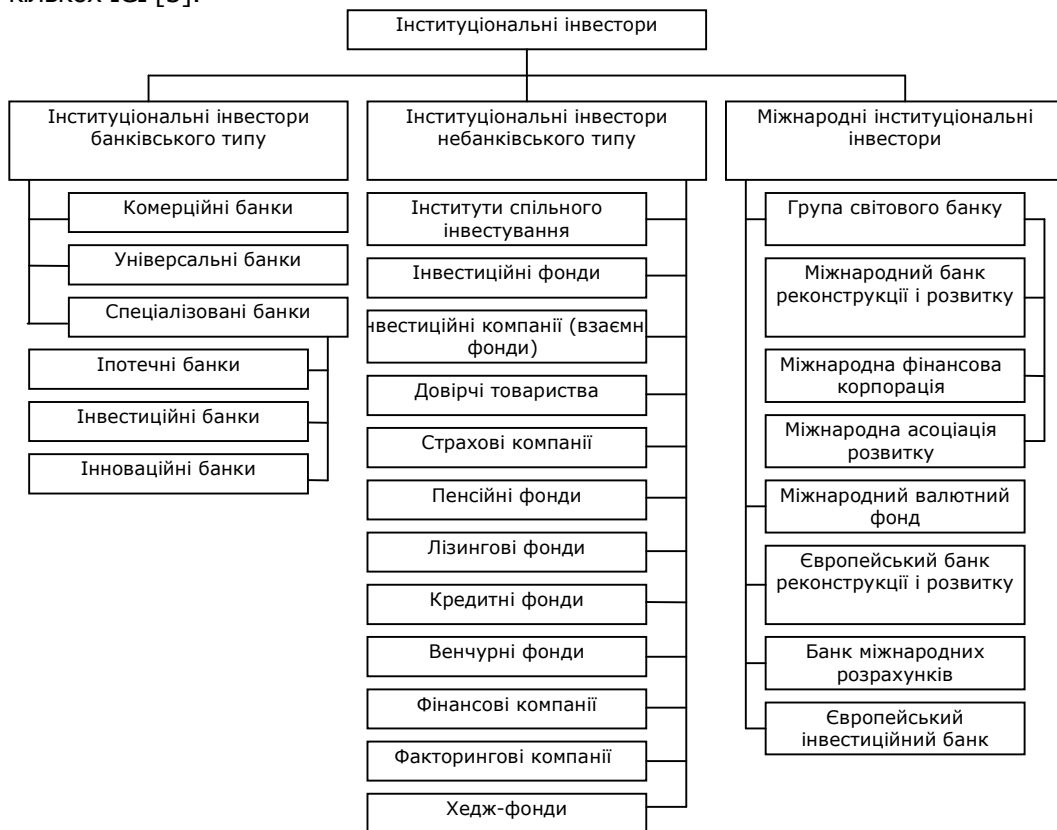 Інституціональні інвестори
Інституціональні інвестори
банківського типу
Комерційні банки
Універсальні банки
Спеціалізовані банки
Іпотечні банки
Інвестиційні банки
Інноваційні банки
Інституціональні інвестори
небанківського типу
Інститути спільного
інвестування
Інвестиційні фонди
нвестиційні компанії (взаємн
фонди)
Довірчі товариства
Страхові компанії
Пенсійні фонди
Лізингові фонди
Кредитні фонди
Венчурні фонди
Фінансові компанії
Факторингові компанії
Хедж-фонди
Міжнародні інституціональні
інвестори
Група світового банку
Міжнародний банк
реконструкції і розвитку
Міжнародна фінансова
корпорація
Міжнародна асоціація
розвитку
Міжнародний валютний
фонд
Європейський банк
реконструкції і розвитку
Банк міжнародних
розрахунків
Європейський
інвестиційний банк